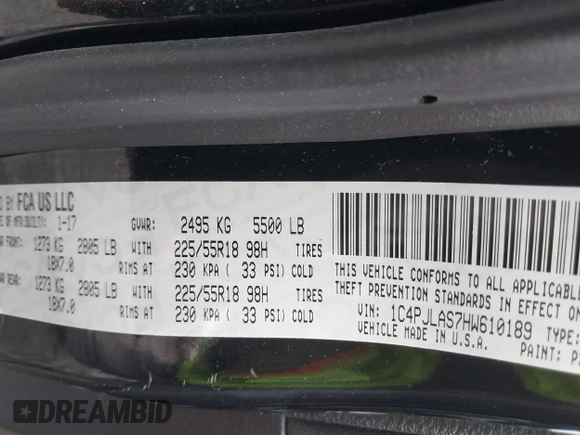 D BY FCA US LLC
E OF MFR(BUILT): 1-17 GVWR: 2495 KG 5500 LB
FRONT: 1273 KG 2805 LB WITH 225/55R18 98H TIRES
18X7.0 RIMS AT 230 KPA ( 33 PSI) COLD
REAR: 1273 KG 2805 LB WITH 225/55R18 98H TIRES
18X7.0 RIMS AT 230 KPA ( 33 PSI) COLD
THIS VEHICLE CONFORMS TO ALL APPLICABLE
THEFT PREVENTION STANDARDS IN EFFECT ON
VIN: 1C4PJLAS7HW610189 TYPE:
VEHICLE MADE IN U.S.A. PAINT:
DREAMBID